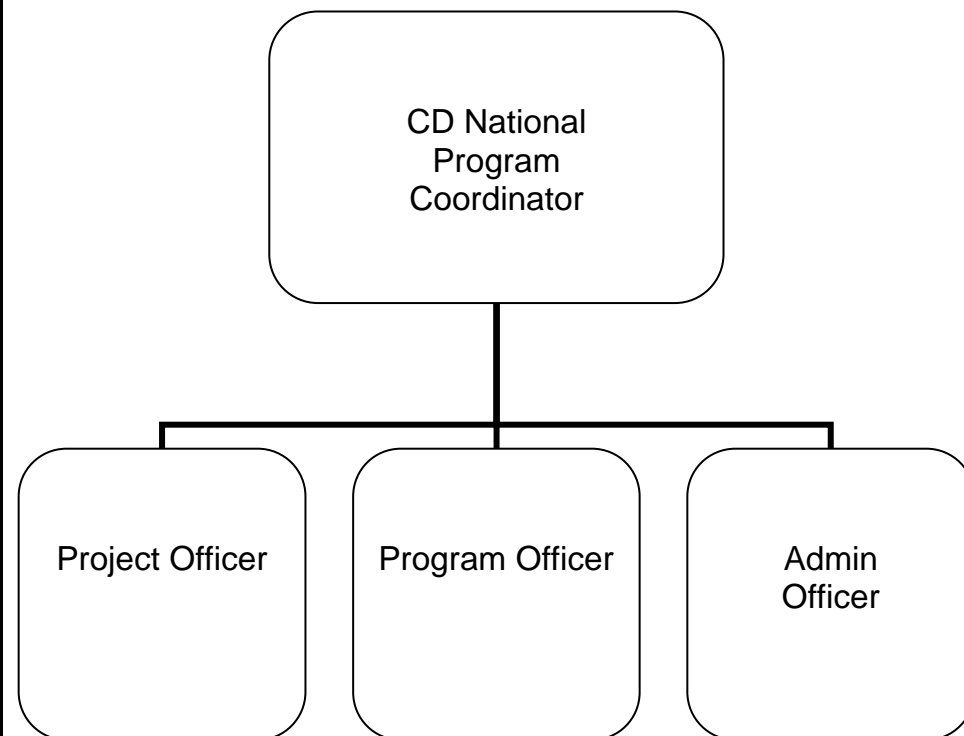 CD National
Program
Coordinator
Project Officer
Program Officer
Admin
Officer